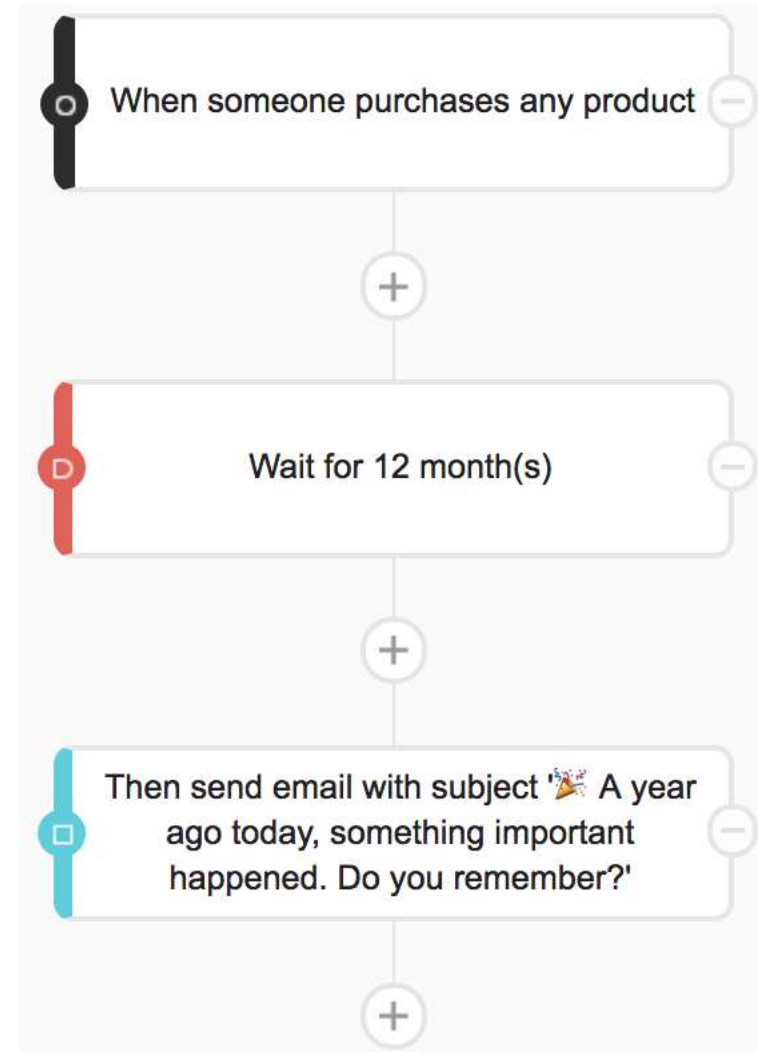 When someone purchases any product
Wait for 12 month(s)
Then send email with subject '🎉 A year
ago today, something important
happened. Do you remember?'